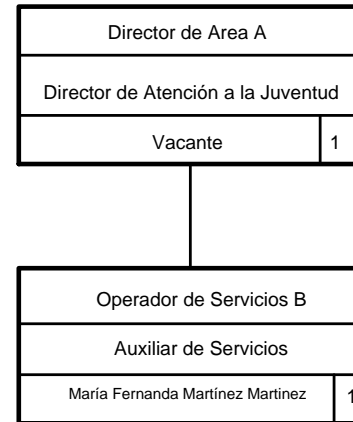 Director de Area A
Director de Atención a la Juventud
Vacante 1
Operador de Servicios B
Auxiliar de Servicios
María Fernanda Martínez Martinez 1